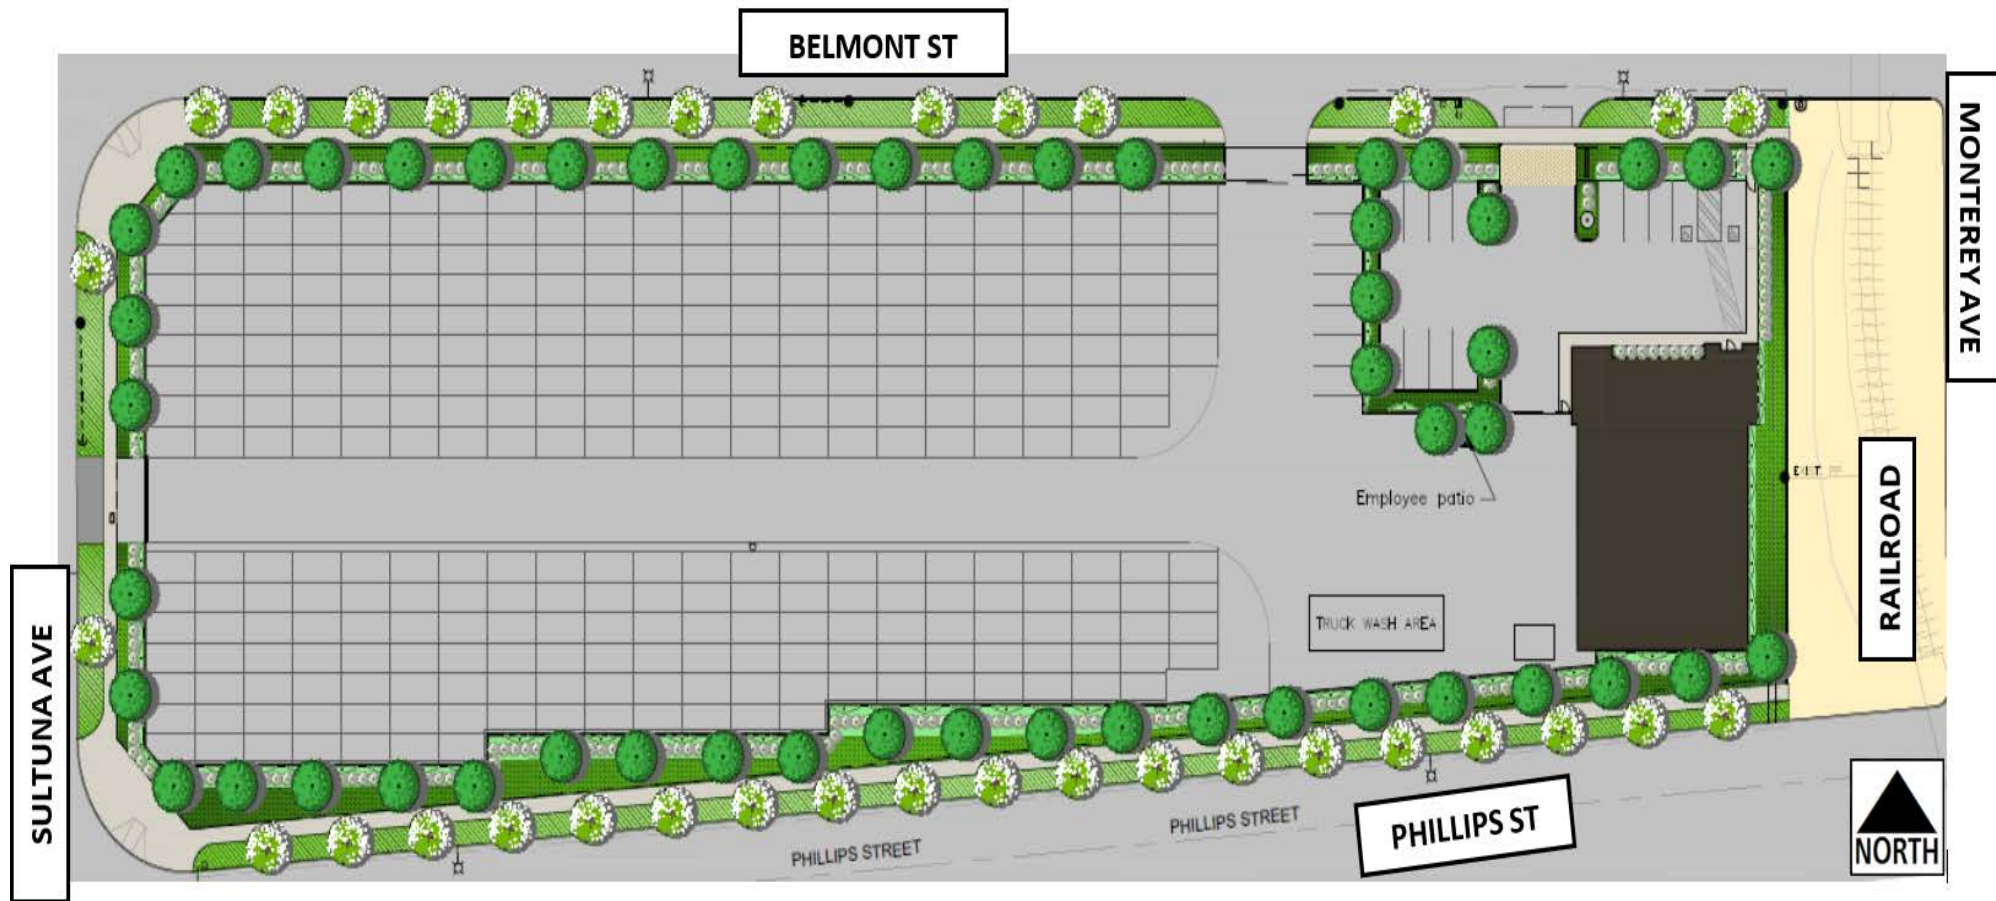 BELMONT ST
MONTEREY AVE
EXIT
Employee patio
RAILROAD
TRUCK WASH AREA
SULTUNA AVE
PHILLIPS STREET
PHILLIPS STREET
PHILLIPS ST
NORTH